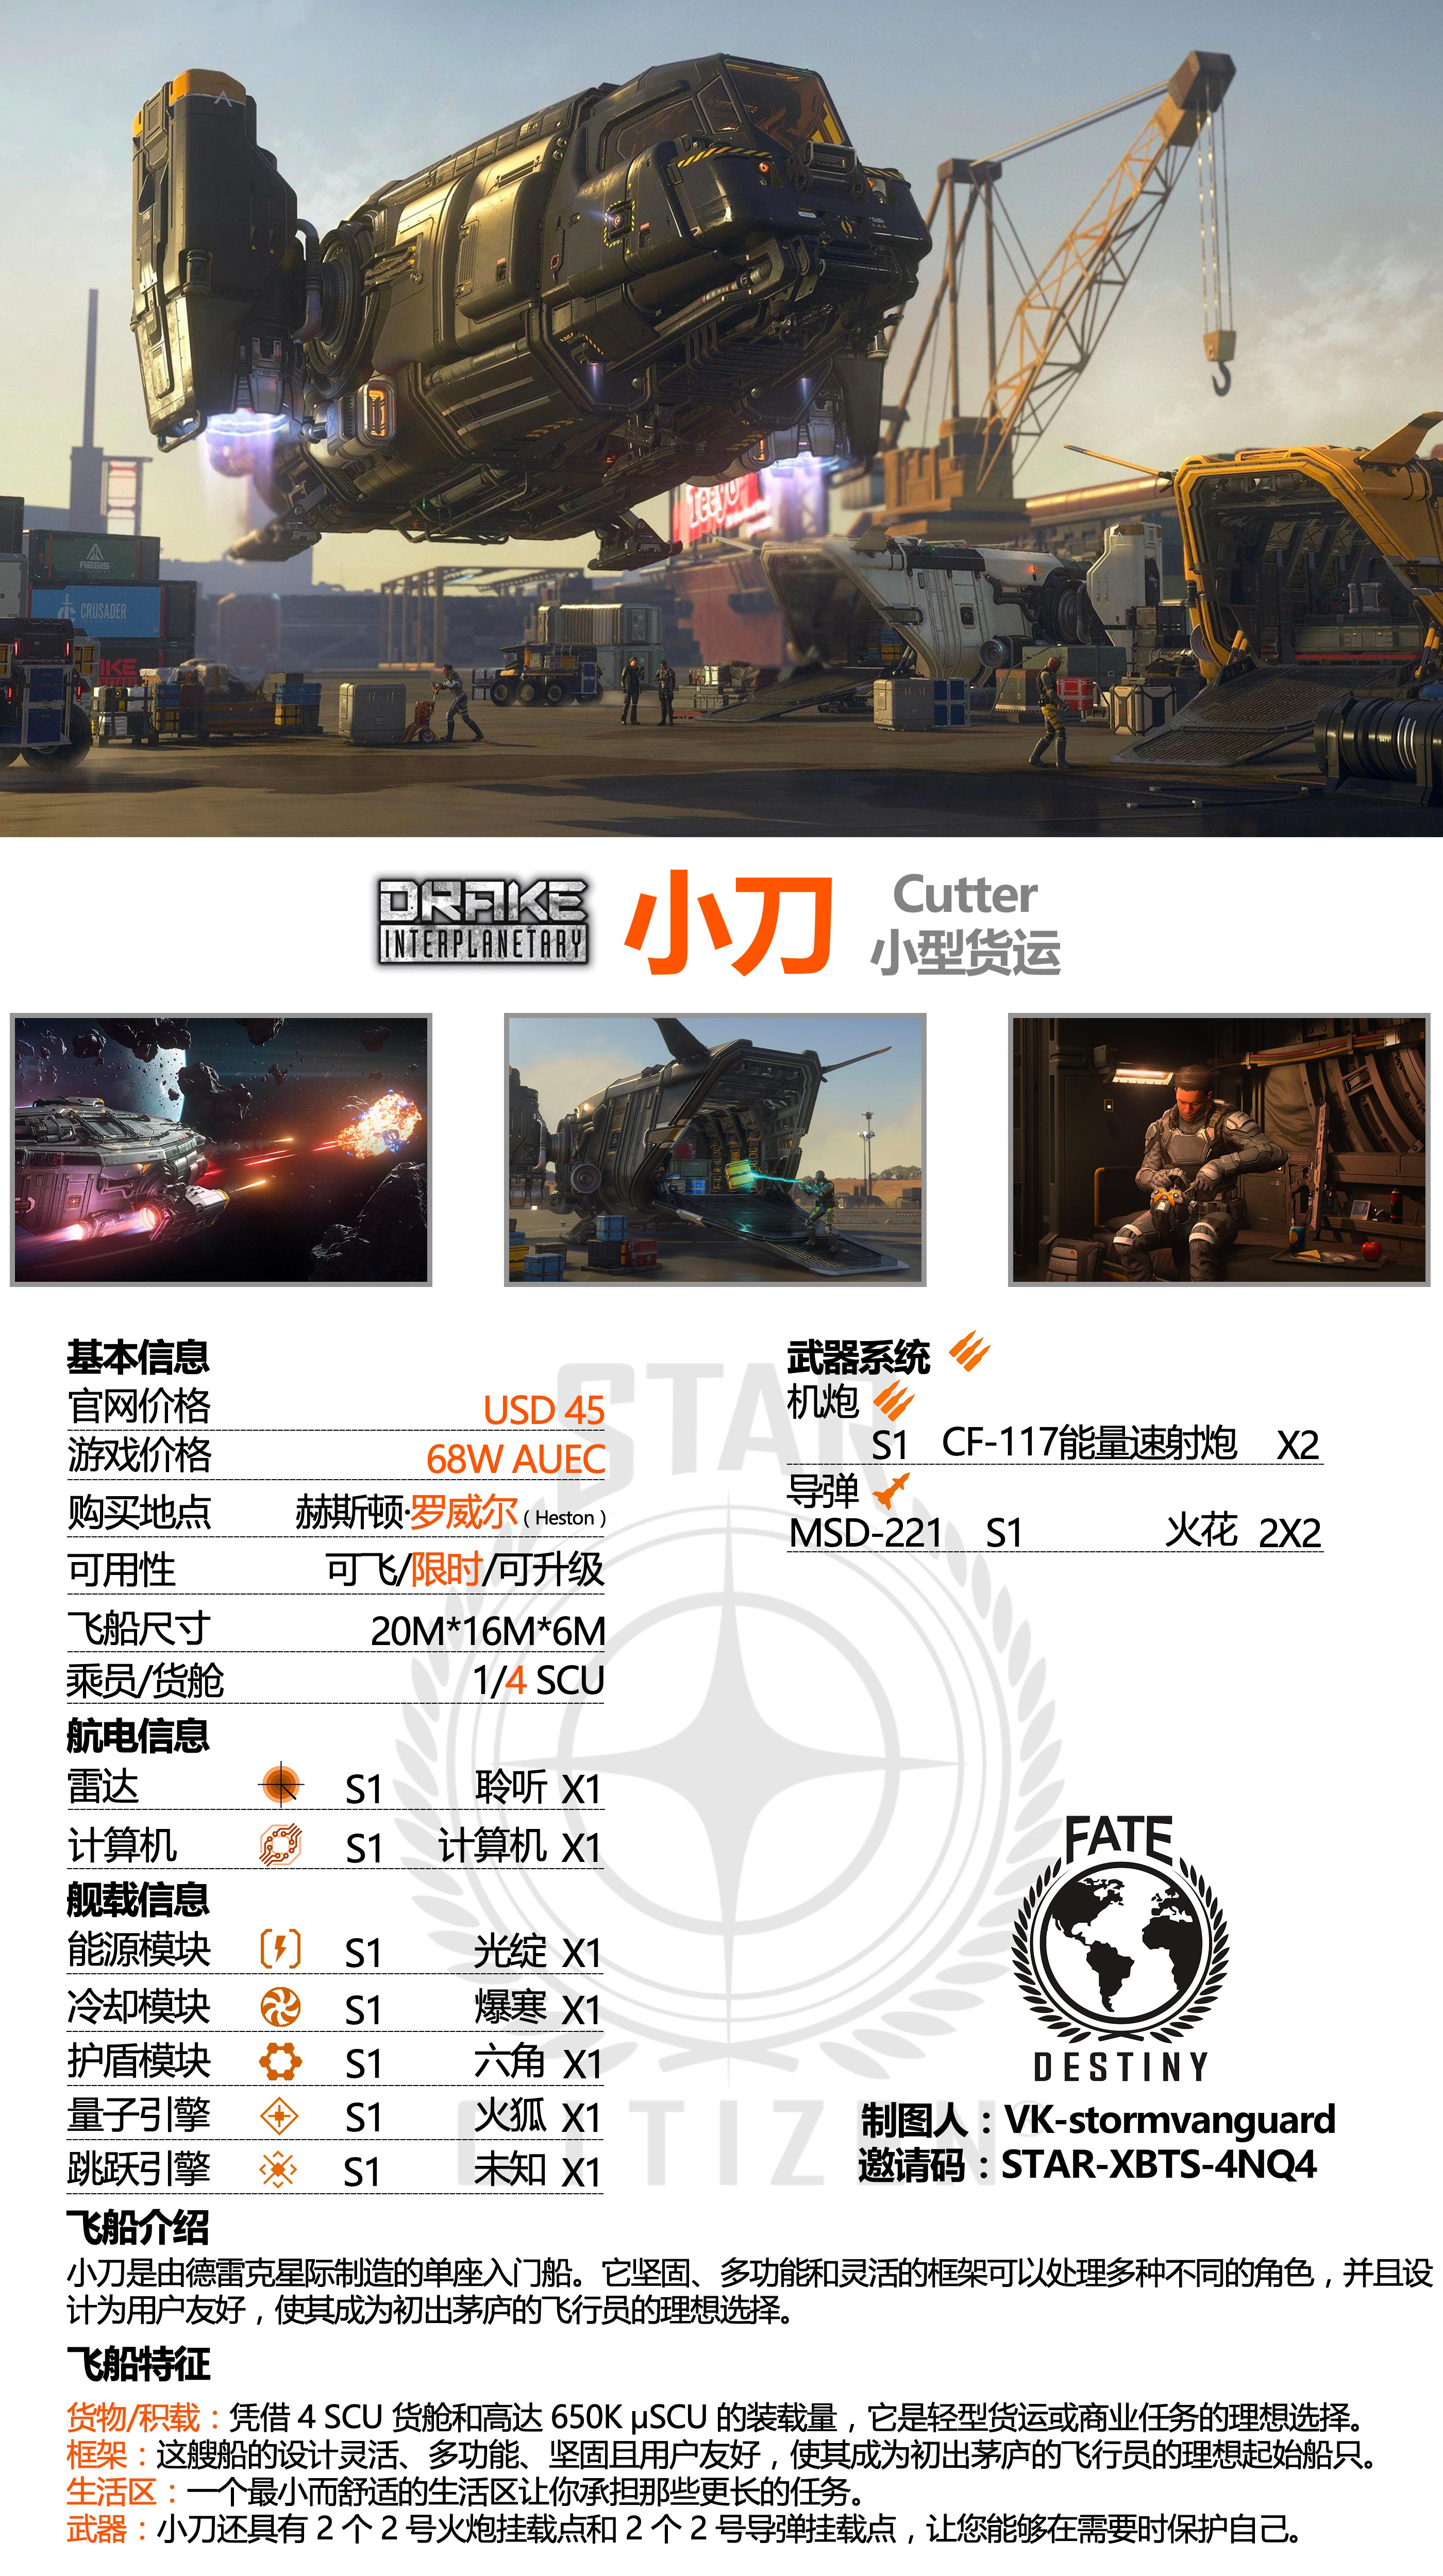 AEGIS
CRUSADER
DRAKE
INTERPLANETARY
小刀
Cutter
小型货运
基本信息
官网价格 USD 45
游戏价格 68W AUEC
购买地点 赫斯顿·罗威尔（Heston）
可用性 可飞/限时/可升级
飞船尺寸 20M*16M*6M
乘员/货舱 1/4 SCU
航电信息
雷达 S1 聆听 X1
计算机 S1 计算机 X1
舰载信息
能源模块 S1 光绽 X1
冷却模块 S1 爆寒 X1
护盾模块 S1 六角 X1
量子引擎 S1 火狐 X1
跳跃引擎 S1 未知 X1
武器系统
机炮
S1 CF-117能量速射炮 X2
导弹
MSD-221 S1 火花 2X2
STAR
CITIZEN
FATE
DESTINY
制图人：VK-stormvanguard
邀请码：STAR-XBTS-4NQ4
飞船介绍
小刀是由德雷克星际制造的单座入门船。它坚固、多功能和灵活的框架可以处理多种不同的角色，并且设
计为用户友好，使其成为初出茅庐的飞行员的理想选择。
飞船特征
货物/积载：凭借 4 SCU 货舱和高达 650K μSCU 的装载量，它是轻型货运或商业任务的理想选择。
框架：这艘船的设计灵活、多功能、坚固且用户友好，使其成为初出茅庐的飞行员的理想起始船只。
生活区：一个最小而舒适的生活区让你承担那些更长的任务。
武器：小刀还具有 2 个 2 号火炮挂载点和 2 个 2 号导弹挂载点，让您能够在需要时保护自己。